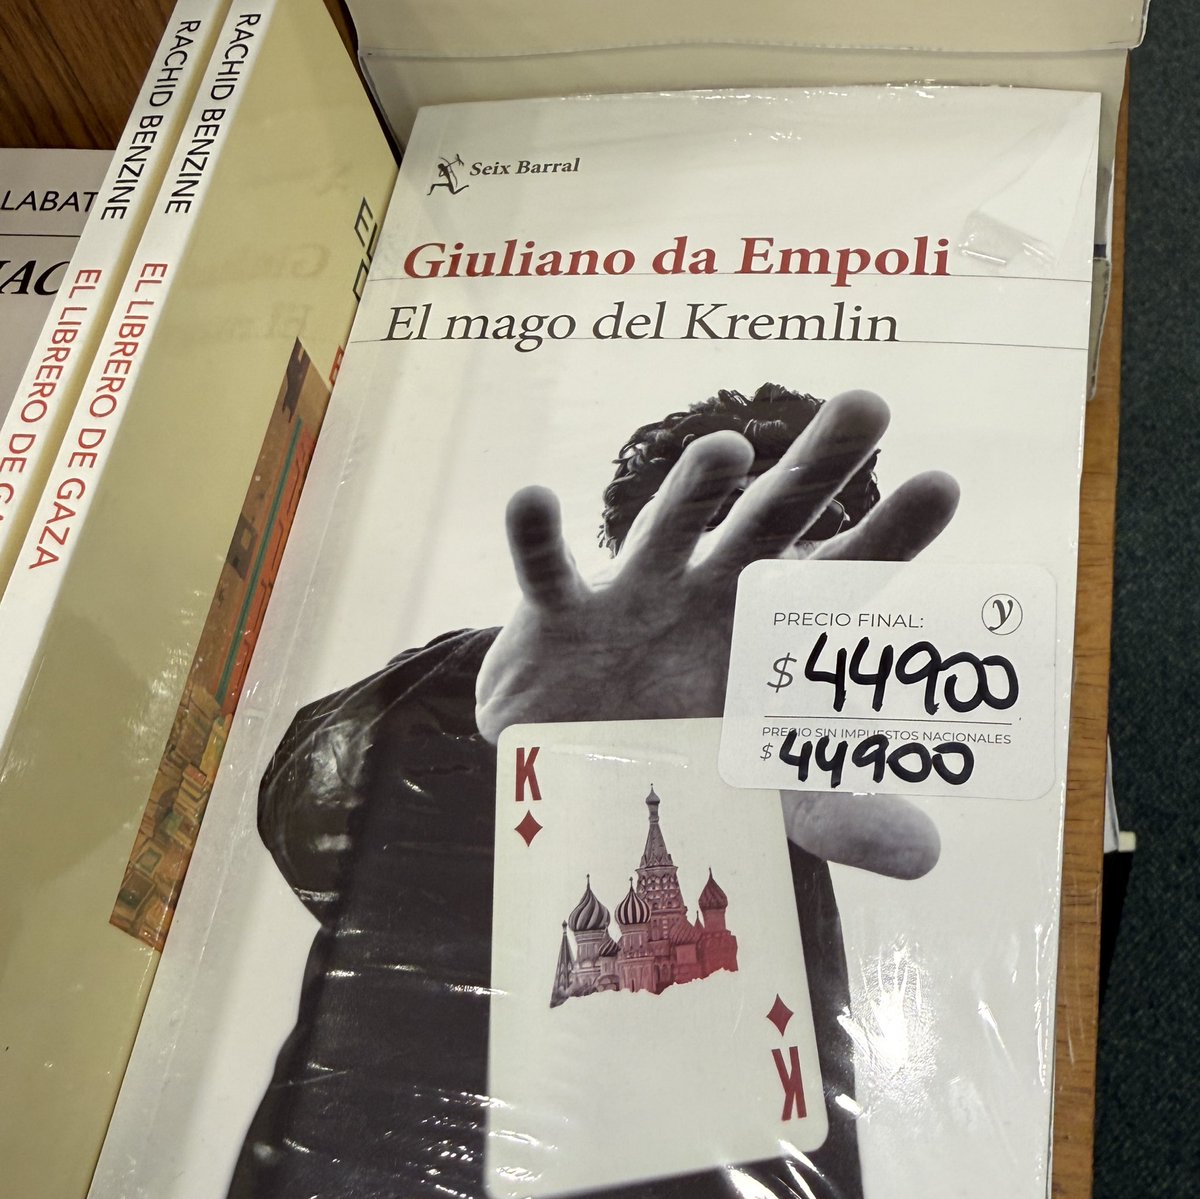 LABAT
RACHID BENZINE EL LIBRERO DE
RACHID BENZINE EL LIBRERO DE GAZA
Seix Barral
Giuliano da Empoli
El mago del Kremlin
PRECIO FINAL:
y
$ 44900
PRECIO SIN IMPUESTOS NACIONALES
$ 44900
K
K